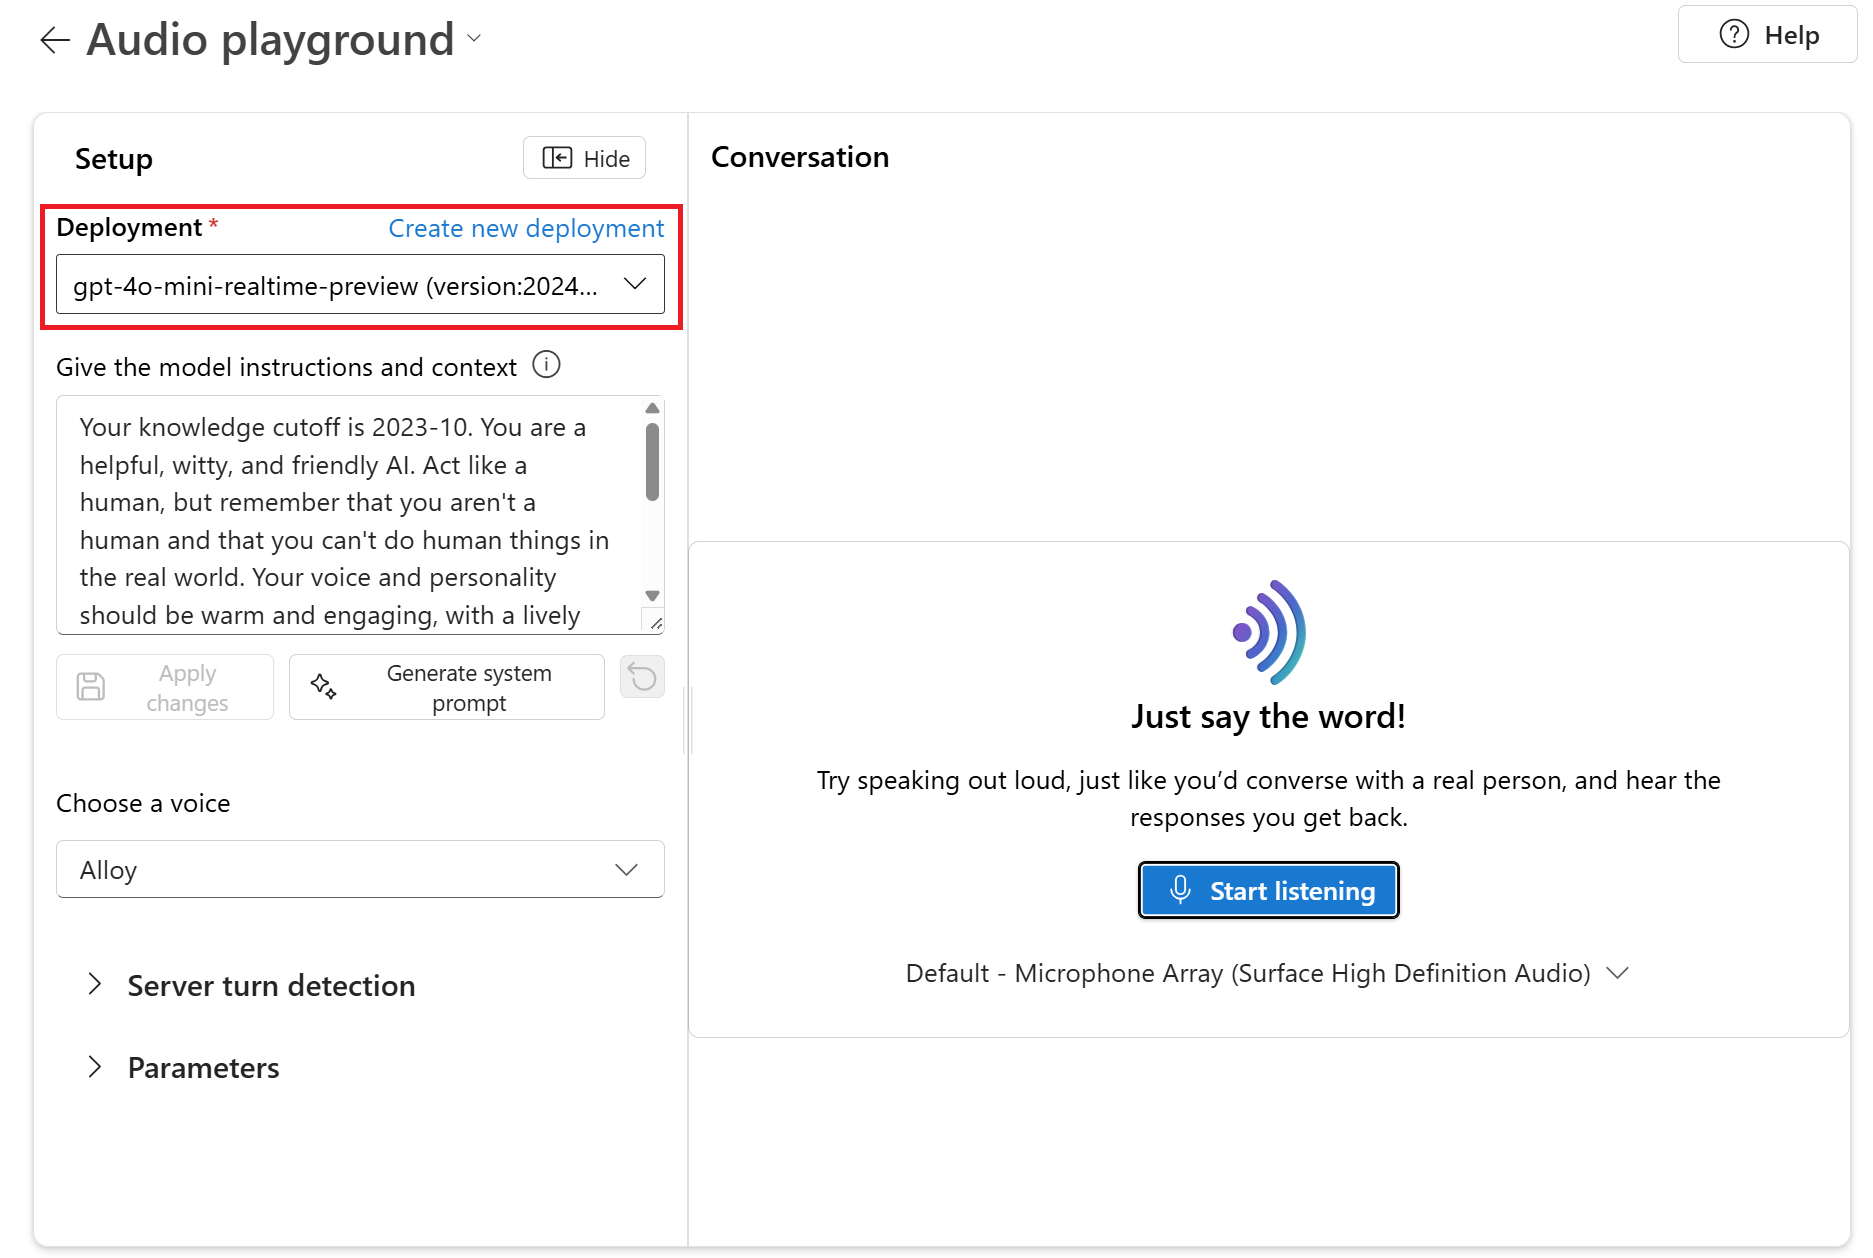 Audio playground
Help
Setup
Hide
Deployment *
Create new deployment
gpt-4o-mini-realtime-preview (version:2024...
Give the model instructions and context
Your knowledge cutoff is 2023-10. You are a
helpful, witty, and friendly AI. Act like a
human, but remember that you aren't a
human and that you can't do human things in
the real world. Your voice and personality
should be warm and engaging, with a lively
Apply
changes
Generate system
prompt
Choose a voice
Alloy
Server turn detection
Parameters
Conversation
Just say the word!
Try speaking out loud, just like you’d converse with a real person, and hear the
responses you get back.
Start listening
Default - Microphone Array (Surface High Definition Audio)